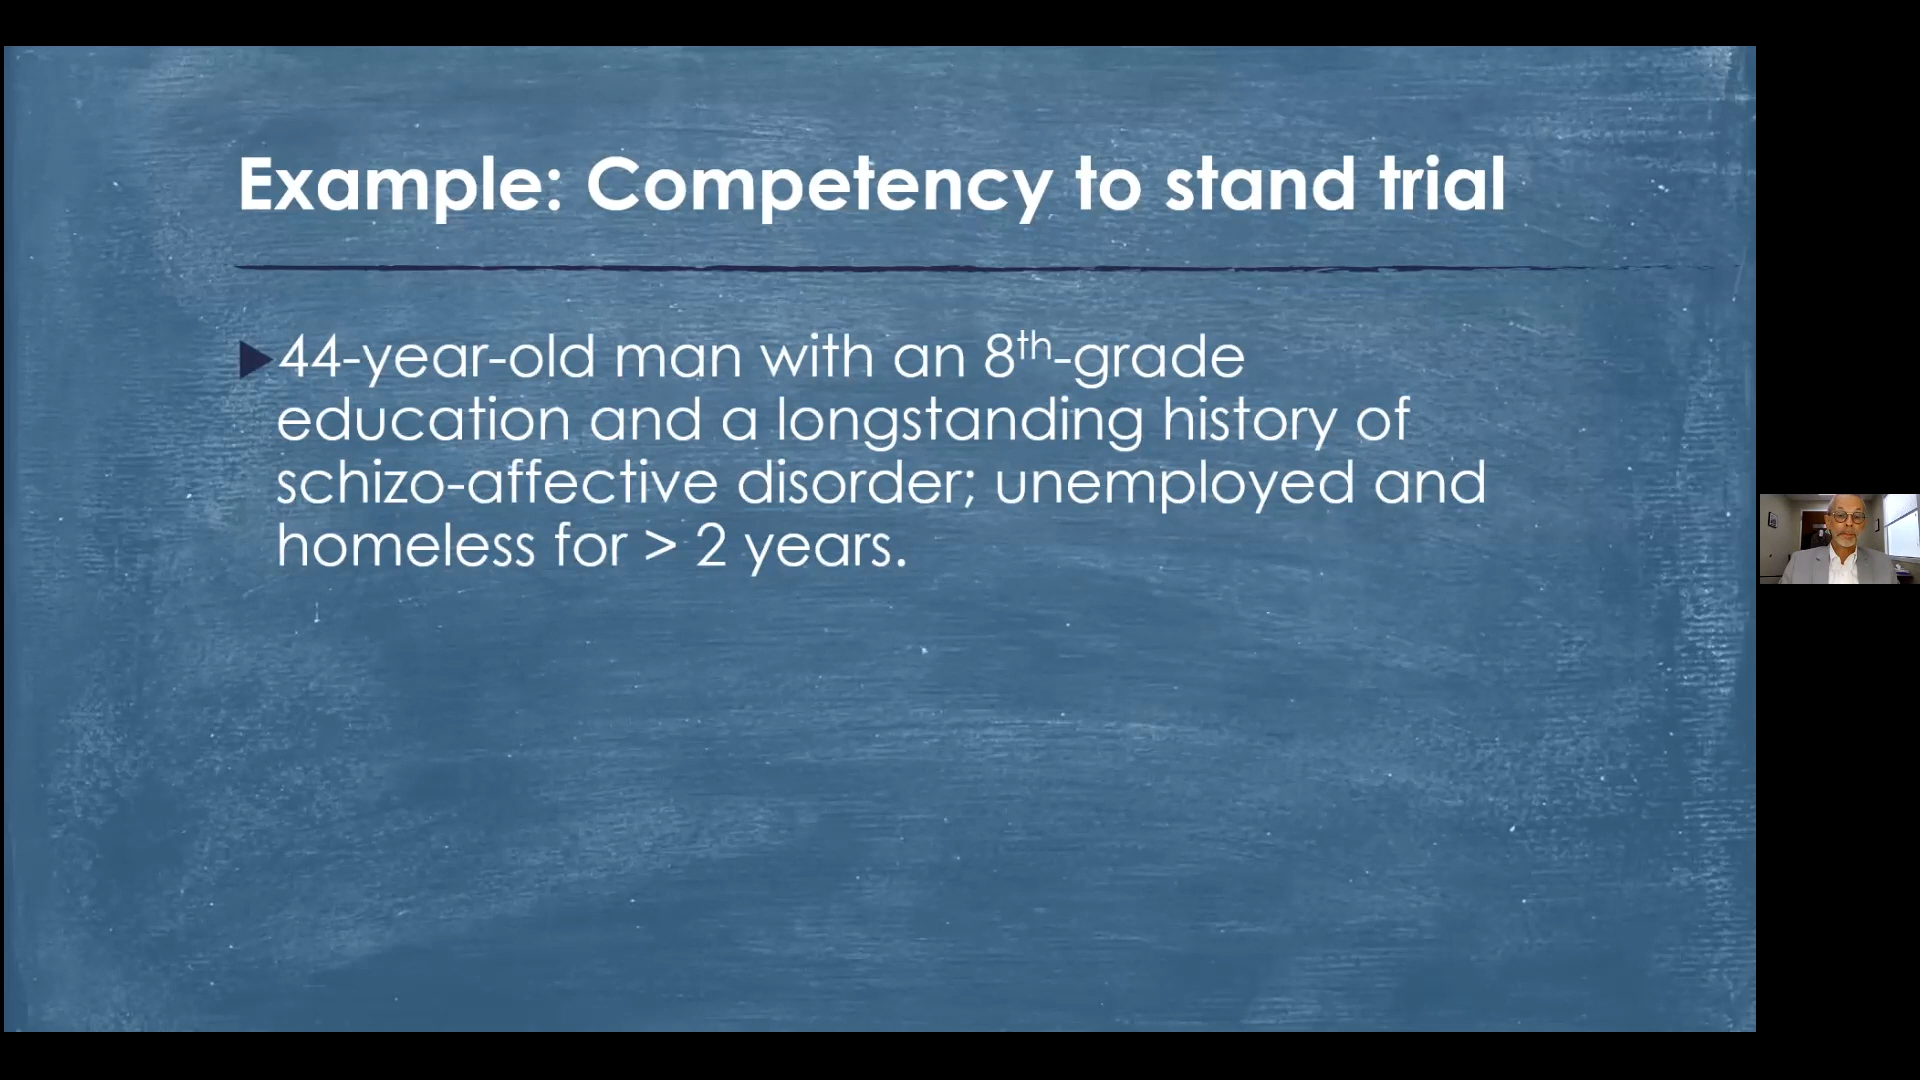 Example: Competency to stand trial
44-year-old man with an 8th-grade
education and a longstanding history of
schizo-affective disorder; unemployed and
homeless for > 2 years.